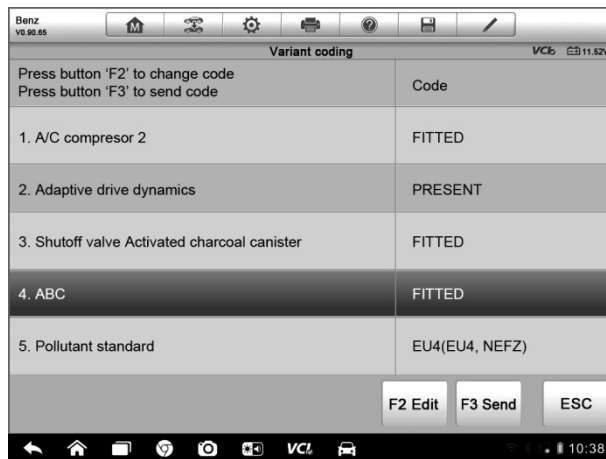 Benz
V0.90.65
M
Variant coding
VCI 11.52V
Press button ‘F2’ to change code
Press button ‘F3’ to send code
Code
1. A/C compresor 2
FITTED
2. Adaptive drive dynamics
PRESENT
3. Shutoff valve Activated charcoal canister
FITTED
4. ABC
FITTED
5. Pollutant standard
EU4(EU4, NEFZ)
F2 Edit
F3 Send
ESC
VCI
10:38